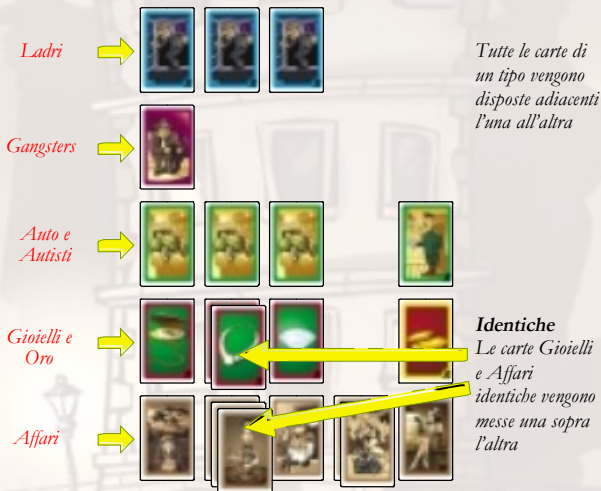 Ladri
Tutte le carte di
un tipo vengono
disposte adiacenti
l'una all'altra
Gangsters
Auto e
Autisti
Gioielli e
Oro
Identiche
Le carte Gioielli
e Affari
identiche vengono
messe una sopra
l'altra
Affari